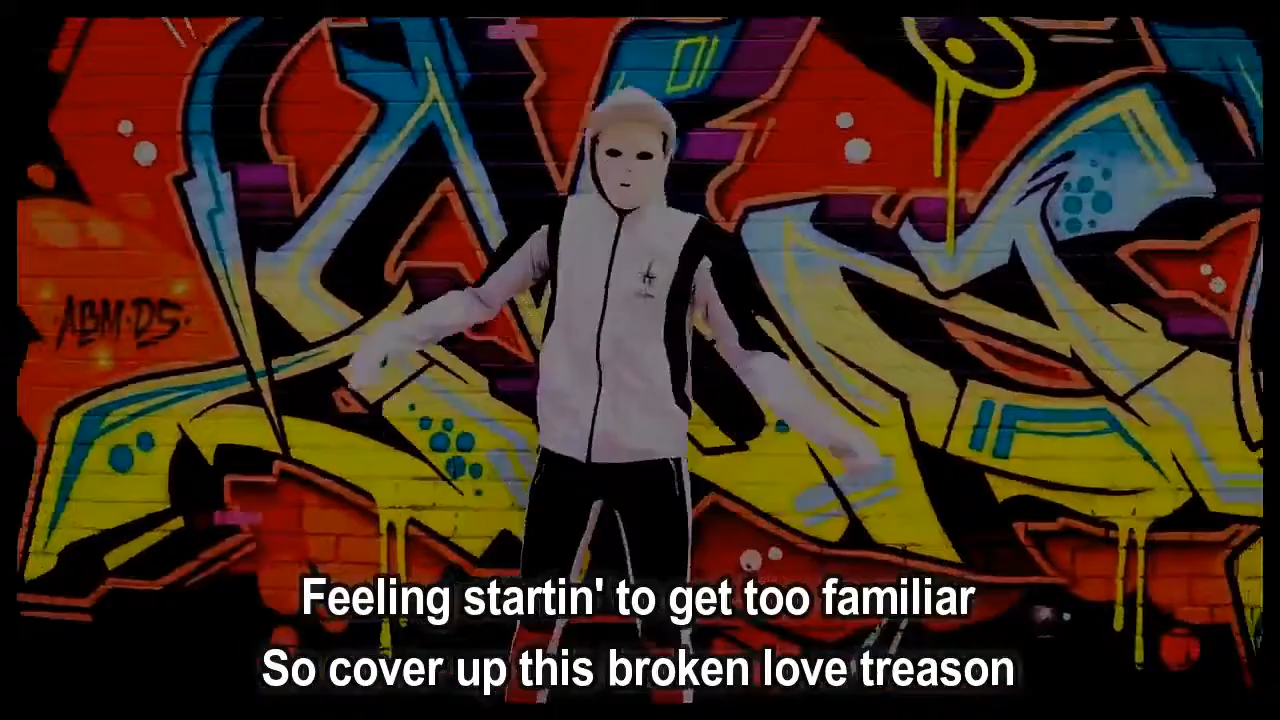 ·ABM·DS·
Feeling startin' to get too familiar
So cover up this broken love treason